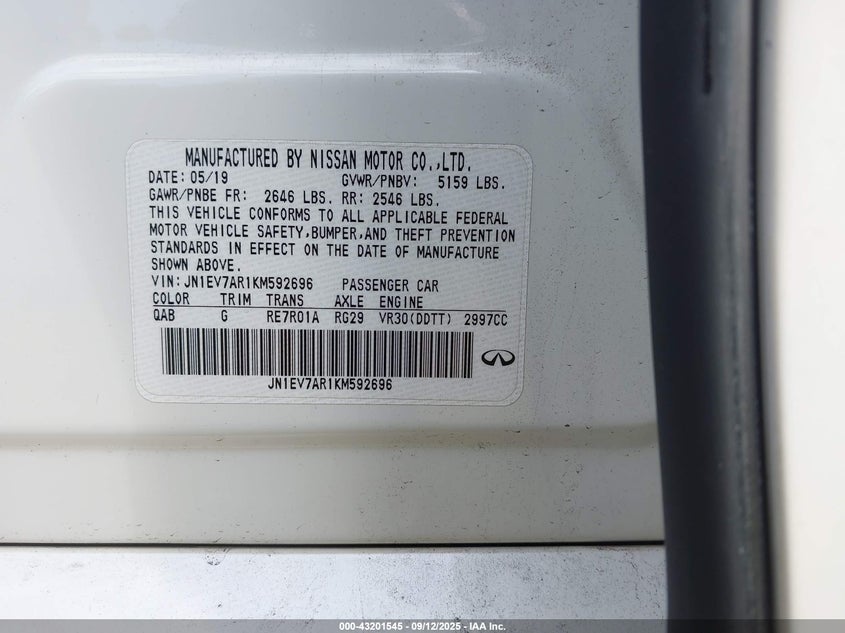 MANUFACTURED BY NISSAN MOTOR CO.,LTD.
DATE: 05/19 GVWR/PNBV: 5159 LBS.
GAWR/PNBE FR: 2646 LBS. RR: 2546 LBS.
THIS VEHICLE CONFORMS TO ALL APPLICABLE FEDERAL
MOTOR VEHICLE SAFETY,BUMPER,AND THEFT PREVENTION
STANDARDS IN EFFECT ON THE DATE OF MANUFACTURE
SHOWN ABOVE.
VIN:JN1EV7AR1KM592696 PASSENGER CAR
COLOR TRIM TRANS AXLE ENGINE
QAB G RE7R01A RG29 VR30(DDTT) 2997CC
JN1EV7AR1KM592696
000-43201545 - 09/12/2025 - IAA Inc.